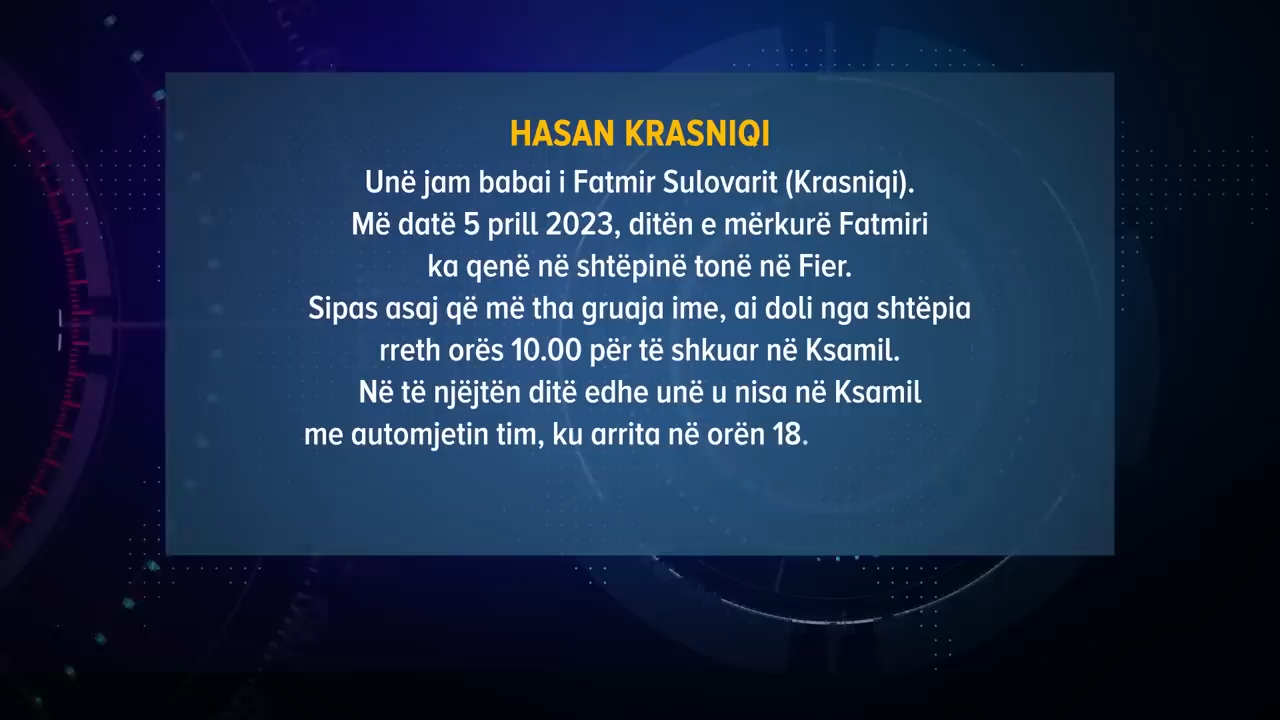 HASAN KRASNIQI
Unë jam babai i Fatmir Sulovarit (Krasniqi).
Më datë 5 prill 2023, ditën e mërkurë Fatmiri
ka qenë në shtëpinë tonë në Fier.
Sipas asaj që më tha gruaja ime, ai doli nga shtëpia
rreth orës 10.00 për të shkuar në Ksamil.
Në të njëjtën ditë edhe unë u nisa në Ksamil
me automjetin tim, ku arrita në orën 18.